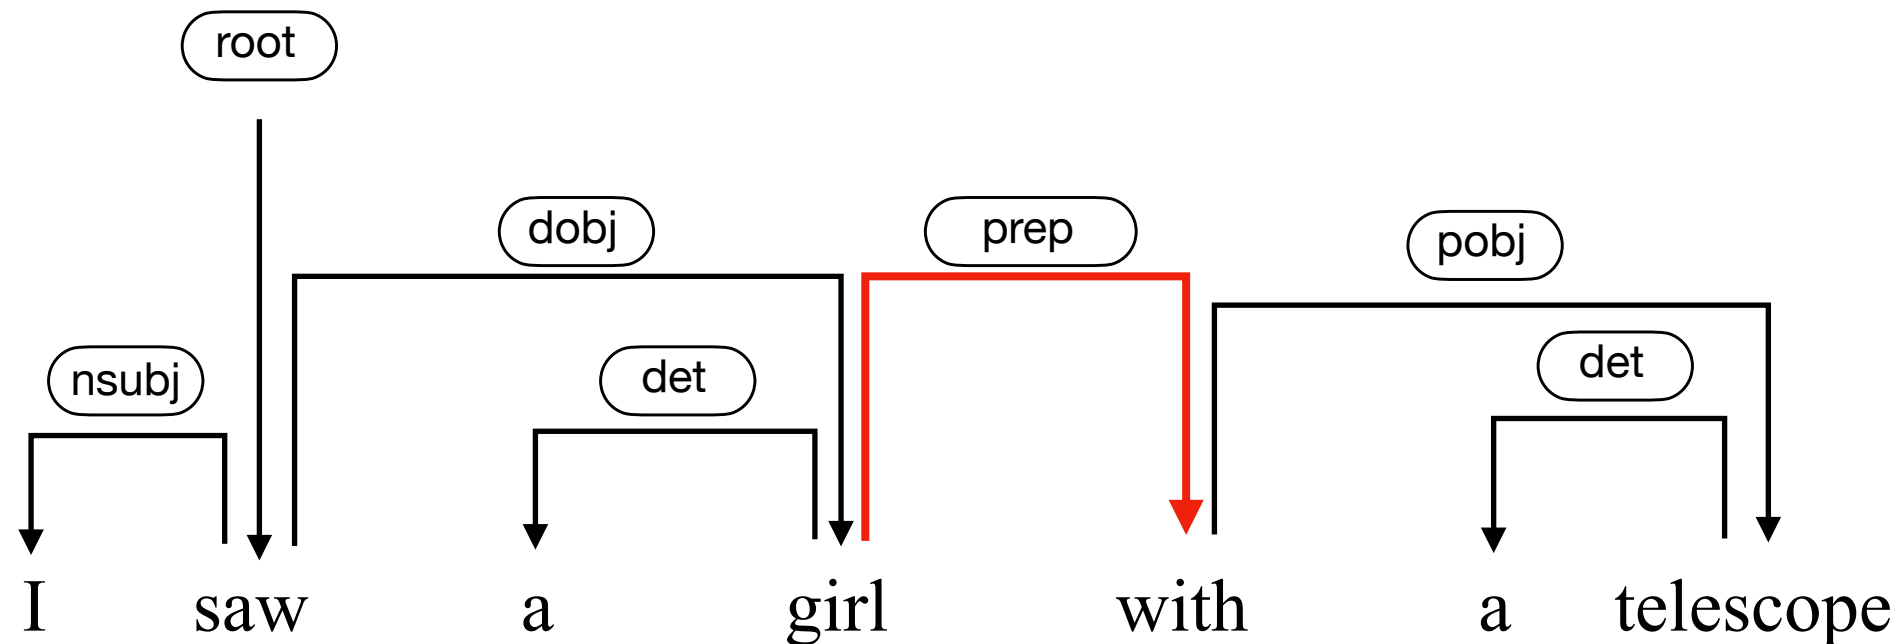 root
dobj prep pobj
nsubj det det
I saw a girl with a telescope